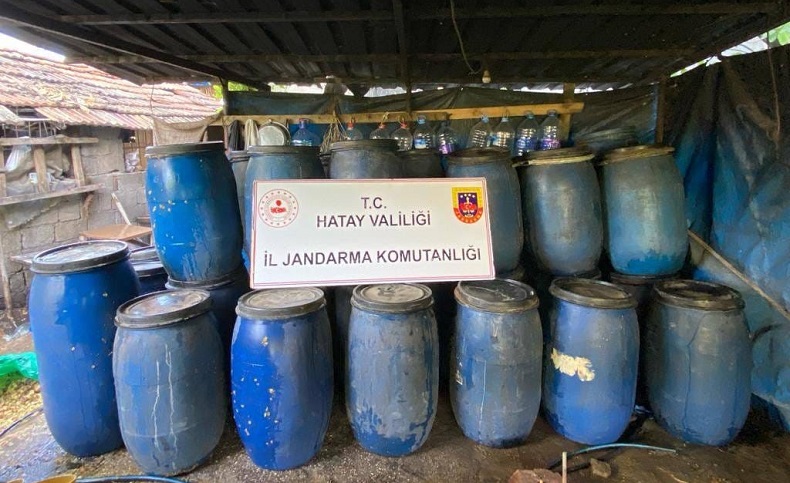 T.C.
HATAY VALİLİĞİ
İL JANDARMA KOMUTANLIĞI